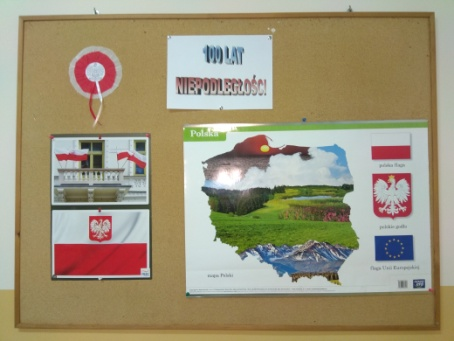 100 LAT
NIEPODLEGŁOŚCI
Polska
polska flaga
polskie godło
mapa Polski
flaga Unii Europejskiej